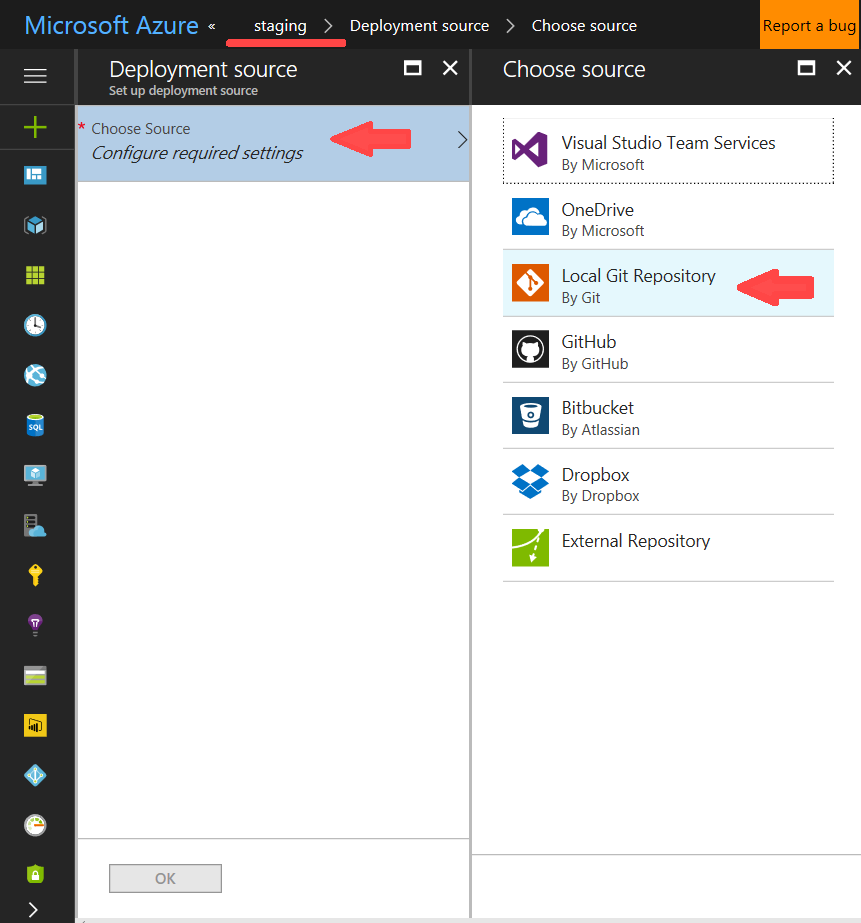 Microsoft Azure « staging > Deployment source > Choose source
Report a bug
Deployment source
Set up deployment source
* Choose Source
Configure required settings
OK
Choose source
Visual Studio Team Services
By Microsoft
OneDrive
By Microsoft
Local Git Repository
By Git
GitHub
By GitHub
Bitbucket
By Atlassian
Dropbox
By Dropbox
External Repository
SQL